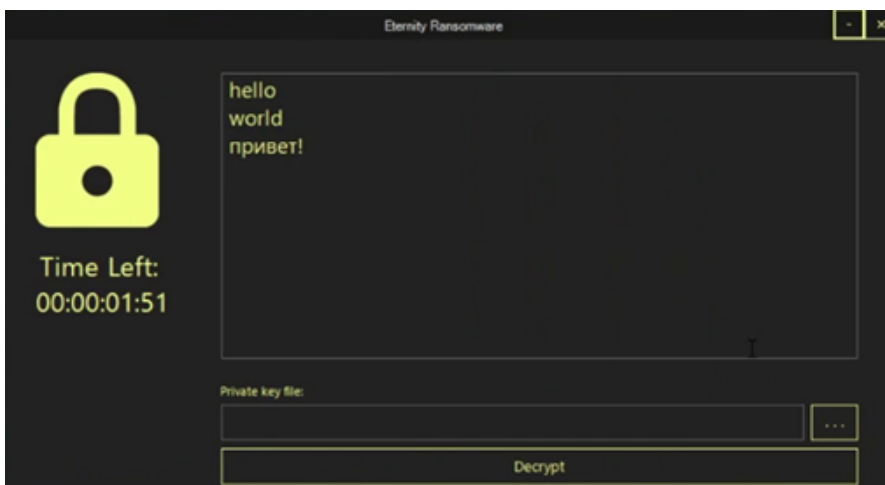 Eternity Ransomware
hello
world
привет!
Time Left:
00:00:01:51
Private key file:
...
Decrypt